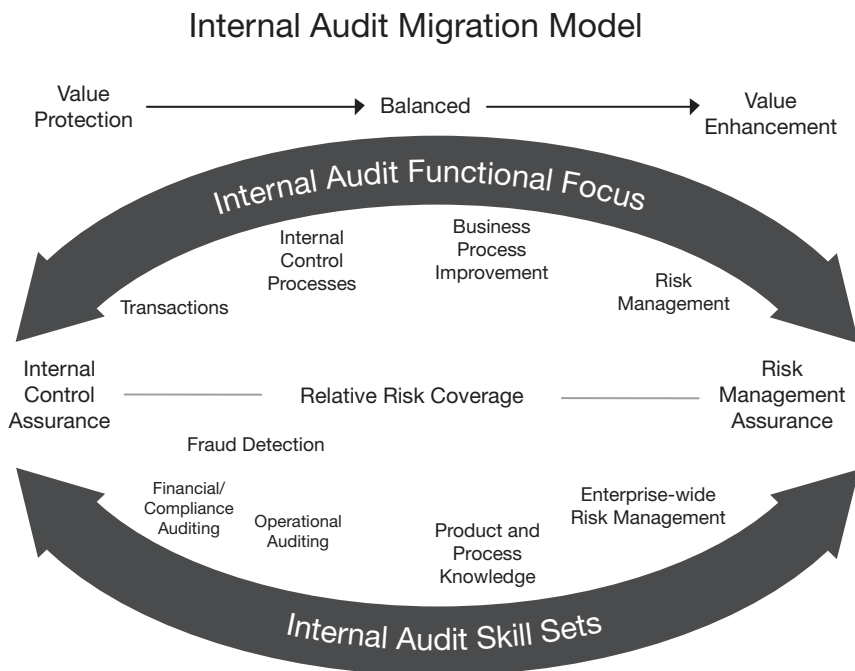 Internal Audit Migration Model
Value
Protection
Balanced
Value
Enhancement
Internal Audit Functional Focus
Transactions
Internal
Control
Processes
Business
Process
Improvement
Risk
Management
Internal
Control
Assurance
Relative Risk Coverage
Risk
Management
Assurance
Fraud Detection
Financial/
Compliance
Auditing
Operational
Auditing
Product and
Process
Knowledge
Enterprise-wide
Risk Management
Internal Audit Skill Sets